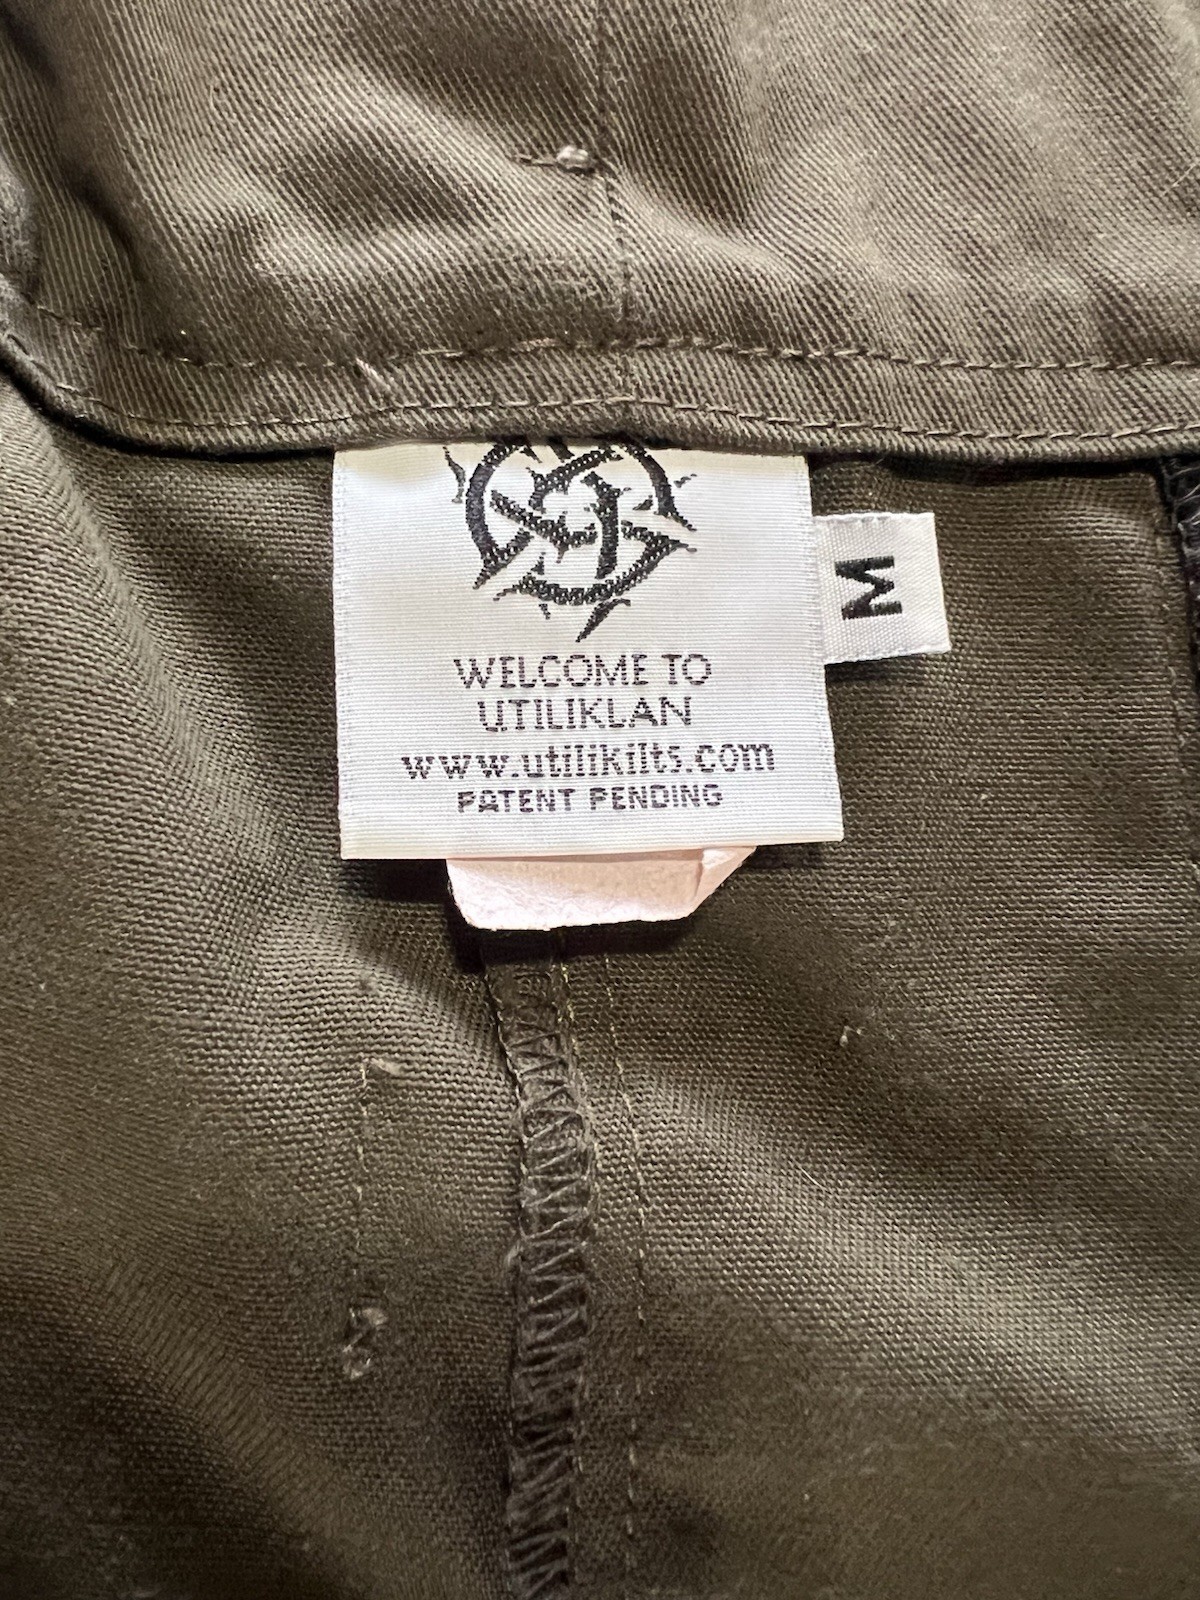 WELCOME TO
UTILIKLAN
www.utilikilts.com
PATENT PENDING
M